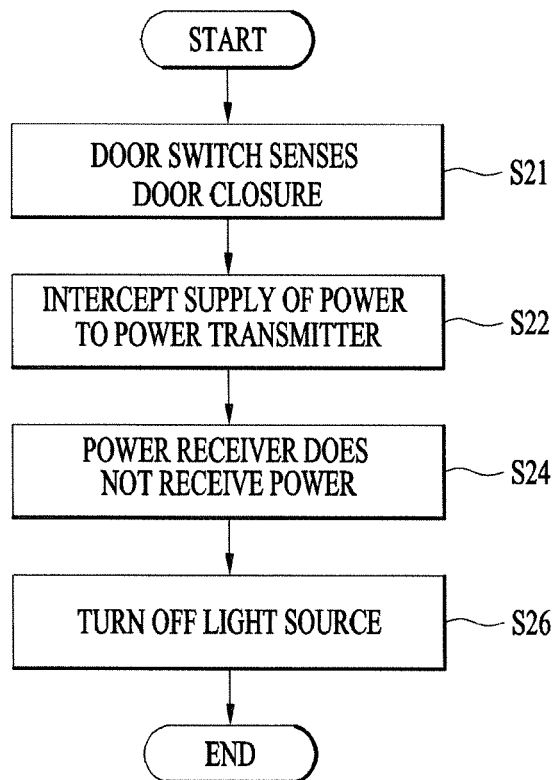 START
DOOR SWITCH SENSES
DOOR CLOSURE
S21
INTERCEPT SUPPLY OF POWER
TO POWER TRANSMITTER
S22
POWER RECEIVER DOES
NOT RECEIVE POWER
S24
TURN OFF LIGHT SOURCE
S26
END